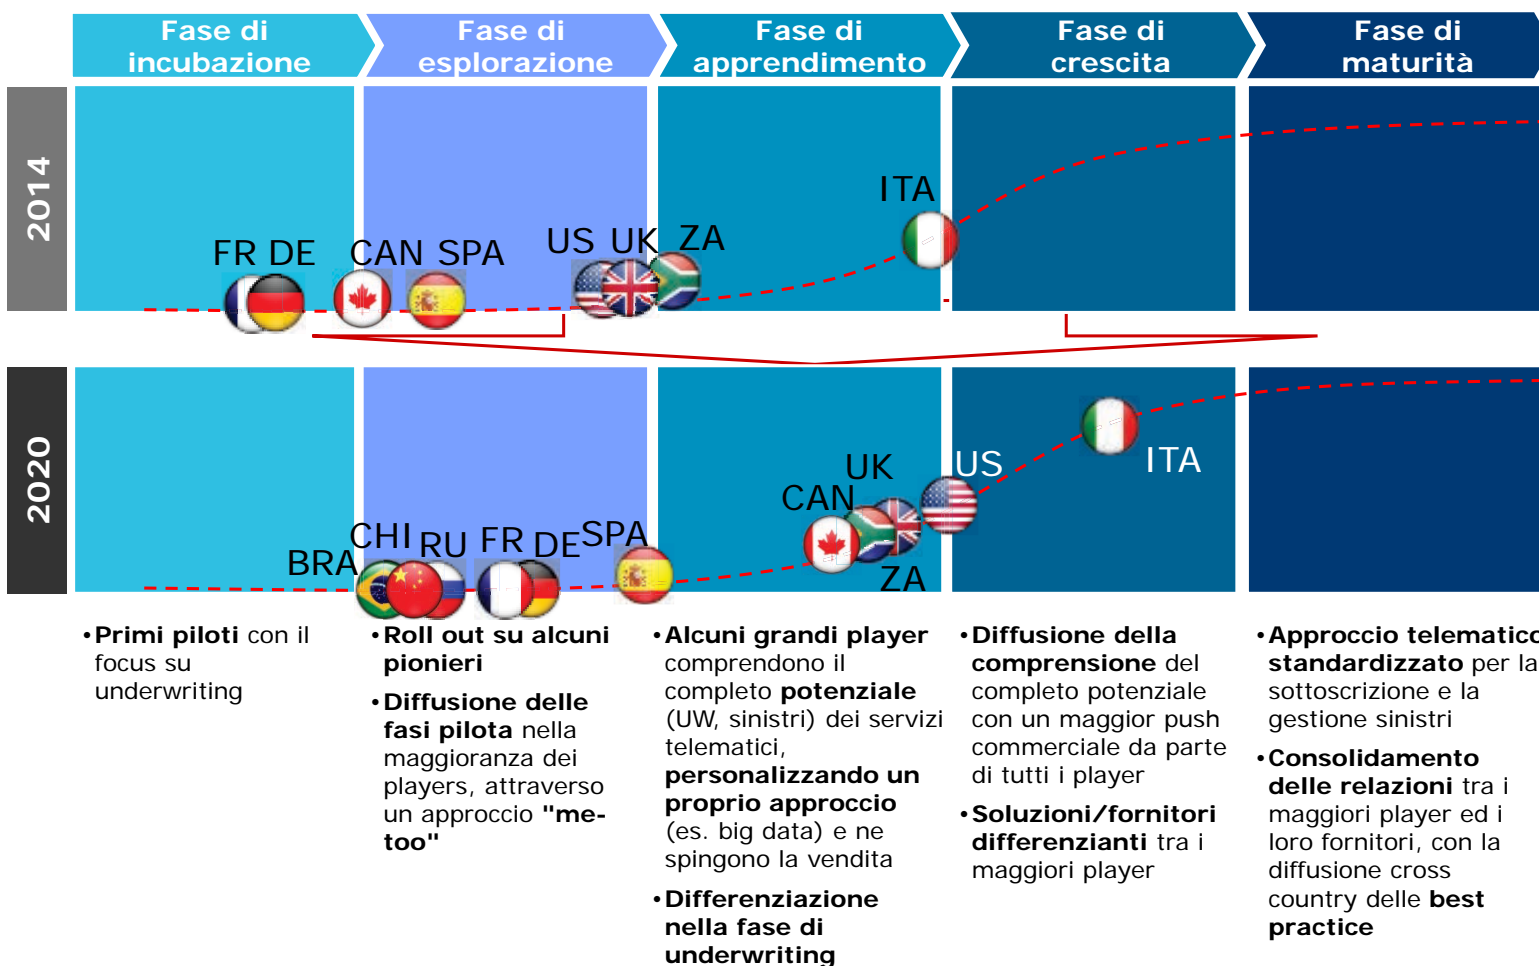 Fase di
incubazione
Fase di
esplorazione
Fase di
apprendimento
Fase di
crescita
Fase di
maturità
2014
FR DE
CAN SPA
US UK ZA
ITA
2020
BRA
CHI
RU
FR DE
SPA
CAN
UK
ZA
US
ITA
•Primi piloti con il
focus su
underwriting
•Roll out su alcuni
pionieri
•Diffusione delle
fasi pilota nella
maggioranza dei
players, attraverso
un approccio "me-
too"
•Alcuni grandi player
comprendono il
completo potenziale
(UW, sinistri) dei servizi
telematici,
personalizzando un
proprio approccio
(es. big data) e ne
spingono la vendita
•Differenziazione
nella fase di
underwriting
•Diffusione della
comprensione del
completo potenziale
con un maggior push
commerciale da parte
di tutti i player
•Soluzioni/fornitori
differenzianti tra i
maggiori player
•Approccio telematico
standardizzato per la
sottoscrizione e la
gestione sinistri
•Consolidamento
delle relazioni tra i
maggiori player ed i
loro fornitori, con la
diffusione cross
country delle best
practice